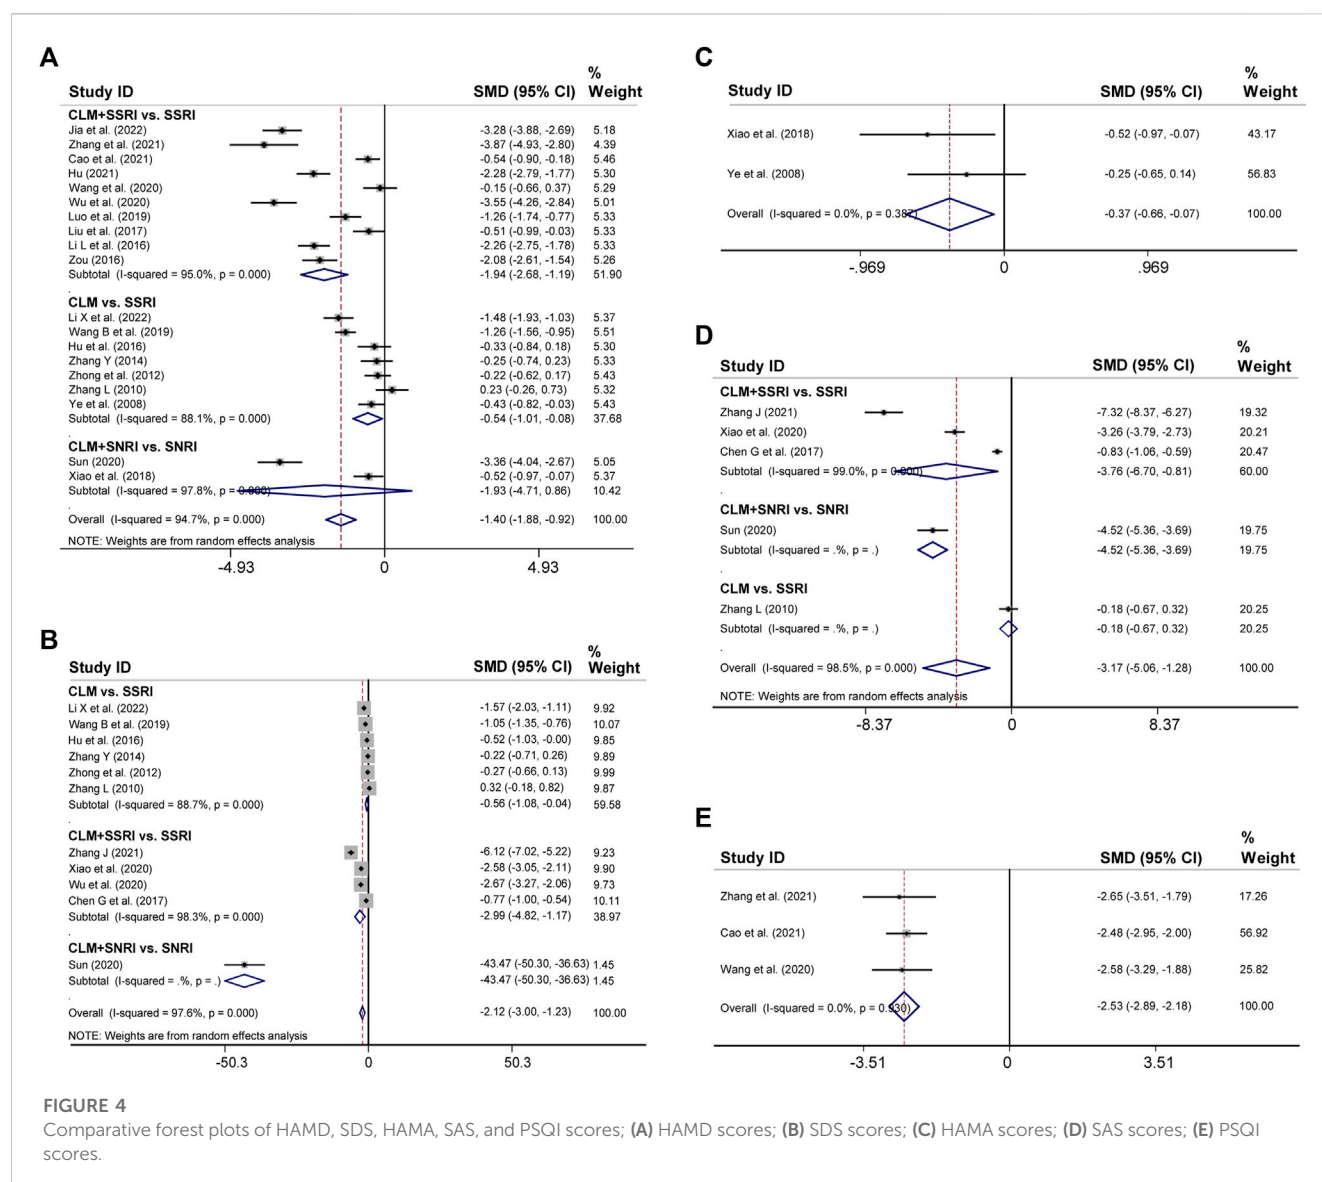 A
Study ID SMD (95% CI) % Weight
CLM+SSRI vs. SSRI
Jia et al. (2022) -3.28 (-3.88, -2.69) 5.18
Zhang et al. (2021) -3.87 (-4.93, -2.80) 4.39
Cao et al. (2021) -0.54 (-0.90, -0.18) 5.46
Hu (2021) -2.28 (-2.79, -1.77) 5.30
Wang et al. (2020) -0.15 (-0.66, 0.37) 5.29
Wu et al. (2020) -3.55 (-4.26, -2.84) 5.01
Luo et al. (2019) -1.26 (-1.74, -0.77) 5.33
Liu et al. (2017) -0.51 (-0.99, -0.03) 5.33
Li L et al. (2016) -2.26 (-2.75, -1.78) 5.33
Zou (2016) -2.08 (-2.61, -1.54) 5.26
Subtotal (I-squared = 95.0%, p = 0.000) -1.94 (-2.68, -1.19) 51.90
.
CLM vs. SSRI
Li X et al. (2022) -1.48 (-1.93, -1.03) 5.37
Wang B et al. (2019) -1.26 (-1.56, -0.95) 5.51
Hu et al. (2016) -0.33 (-0.84, 0.18) 5.30
Zhang Y (2014) -0.25 (-0.74, 0.23) 5.33
Zhong et al. (2012) -0.22 (-0.62, 0.17) 5.43
Zhang L (2010) 0.23 (-0.26, 0.73) 5.32
Ye et al. (2008) -0.43 (-0.82, -0.03) 5.43
Subtotal (I-squared = 88.1%, p = 0.000) -0.54 (-1.01, -0.08) 37.68
.
CLM+SNRI vs. SNRI
Sun (2020) -3.36 (-4.04, -2.67) 5.05
Xiao et al. (2018) -0.52 (-0.97, -0.07) 5.37
Subtotal (I-squared = 97.8%, p = 0.000) -1.93 (-4.71, 0.86) 10.42
.
Overall (I-squared = 94.7%, p = 0.000) -1.40 (-1.88, -0.92) 100.00
NOTE: Weights are from random effects analysis
-4.93 0 4.93
B
Study ID SMD (95% CI) % Weight
CLM vs. SSRI
Li X et al. (2022) -1.57 (-2.03, -1.11) 9.92
Wang B et al. (2019) -1.05 (-1.35, -0.76) 10.07
Hu et al. (2016) -0.52 (-1.03, -0.00) 9.85
Zhang Y (2014) -0.22 (-0.71, 0.26) 9.89
Zhong et al. (2012) -0.27 (-0.66, 0.13) 9.99
Zhang L (2010) 0.32 (-0.18, 0.82) 9.87
Subtotal (I-squared = 88.7%, p = 0.000) -0.56 (-1.08, -0.04) 59.58
.
CLM+SSRI vs. SSRI
Zhang J (2021) -6.12 (-7.02, -5.22) 9.23
Xiao et al. (2020) -2.58 (-3.05, -2.11) 9.90
Wu et al. (2020) -2.67 (-3.27, -2.06) 9.73
Chen G et al. (2017) -0.77 (-1.00, -0.54) 10.11
Subtotal (I-squared = 98.3%, p = 0.000) -2.99 (-4.82, -1.17) 38.97
.
CLM+SNRI vs. SNRI
Sun (2020) -43.47 (-50.30, -36.63) 1.45
Subtotal (I-squared = .%, p = .) -43.47 (-50.30, -36.63) 1.45
.
Overall (I-squared = 97.6%, p = 0.000) -2.12 (-3.00, -1.23) 100.00
NOTE: Weights are from random effects analysis
-50.3 0 50.3
C
Study ID SMD (95% CI) % Weight
Xiao et al. (2018) -0.52 (-0.97, -0.07) 43.17
Ye et al. (2008) -0.25 (-0.65, 0.14) 56.83
Overall (I-squared = 0.0%, p = 0.387) -0.37 (-0.66, -0.07) 100.00
-.969 0 .969
D
Study ID SMD (95% CI) % Weight
CLM+SSRI vs. SSRI
Zhang J (2021) -7.32 (-8.37, -6.27) 19.32
Xiao et al. (2020) -3.26 (-3.79, -2.73) 20.21
Chen G et al. (2017) -0.83 (-1.06, -0.59) 20.47
Subtotal (I-squared = 99.0%, p = 0.000) -3.76 (-6.70, -0.81) 60.00
.
CLM+SNRI vs. SNRI
Sun (2020) -4.52 (-5.36, -3.69) 19.75
Subtotal (I-squared = .%, p = .) -4.52 (-5.36, -3.69) 19.75
.
CLM vs. SSRI
Zhang L (2010) -0.18 (-0.67, 0.32) 20.25
Subtotal (I-squared = .%, p = .) -0.18 (-0.67, 0.32) 20.25
.
Overall (I-squared = 98.5%, p = 0.000) -3.17 (-5.06, -1.28) 100.00
NOTE: Weights are from random effects analysis
-8.37 0 8.37
E
Study ID SMD (95% CI) % Weight
Zhang et al. (2021) -2.65 (-3.51, -1.79) 17.26
Cao et al. (2021) -2.48 (-2.95, -2.00) 56.92
Wang et al. (2020) -2.58 (-3.29, -1.88) 25.82
Overall (I-squared = 0.0%, p = 0.930) -2.53 (-2.89, -2.18) 100.00
-3.51 0 3.51
FIGURE 4
Comparative forest plots of HAMD, SDS, HAMA, SAS, and PSQI scores; (A) HAMD scores; (B) SDS scores; (C) HAMA scores; (D) SAS scores; (E) PSQI
scores.